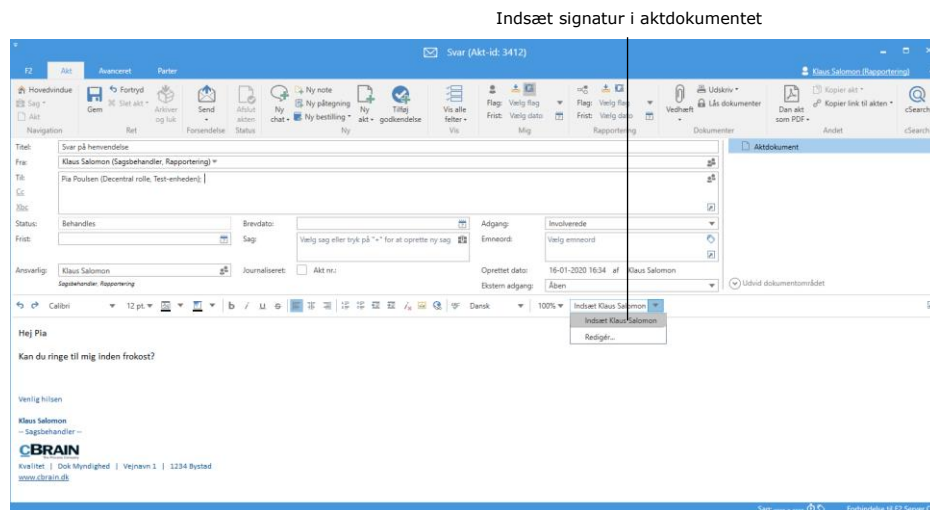 Indsæt signatur i aktdokumentet
Svar (Akt-id: 3412)
F2 Akt Avanceret Parter Klaus Salomon (Rapportering)
Hovedvindue
Sag
Akt
Navigation
Gem
Fortryd
Slet akt
Arkiver og luk
Ret
Send
Forsendelse
Afslut akten
Status
Ny chat
Ny note
Ny påtegning
Ny bestilling
Ny akt
Tilføj godkendelse
Ny
Vis alle felter
Vis
Flag: Vælg flag
Frist: Vælg dato
Mig
Flag: Vælg flag
Frist: Vælg dato
Rapportering
Vedhæft
Udskriv
Lås dokumenter
Dokumenter
Dan akt som PDF
Kopier akt
Kopier link til akten
Andet
cSearch
cSearch
Titel: Svar på henvendelse
Fra: Klaus Salomon (Sagsbehandler, Rapportering)
Til: Pia Poulsen (Decentral rolle, Test-enheden);
Cc
Xbc
Status: Behandles Brevdato: Adgang: Involverede
Frist: Sag: Vælg sag eller tryk på "+" for at oprette ny sag Emneord: Vælg emneord
Ansvarlig: Klaus Salomon Journaliseret: Akt nr.: Oprettet dato: 16-01-2020 16:34 af Klaus Salomon
Sagsbehandler, Rapportering Ekstern adgang: Åben
Aktdokument
Udvid dokumentområdet
Calibri 12 pt. b i u s Dansk 100% Indsæt Klaus Salomon
Indsæt Klaus Salomon
Redigér...
Hej Pia
Kan du ringe til mig inden frokost?
Venlig hilsen
Klaus Salomon
-- Sagsbehandler --
CBRAIN
Kvalitet | Dok Myndighed | Vejnavn 1 | 1234 Bystad
www.cbrain.dk